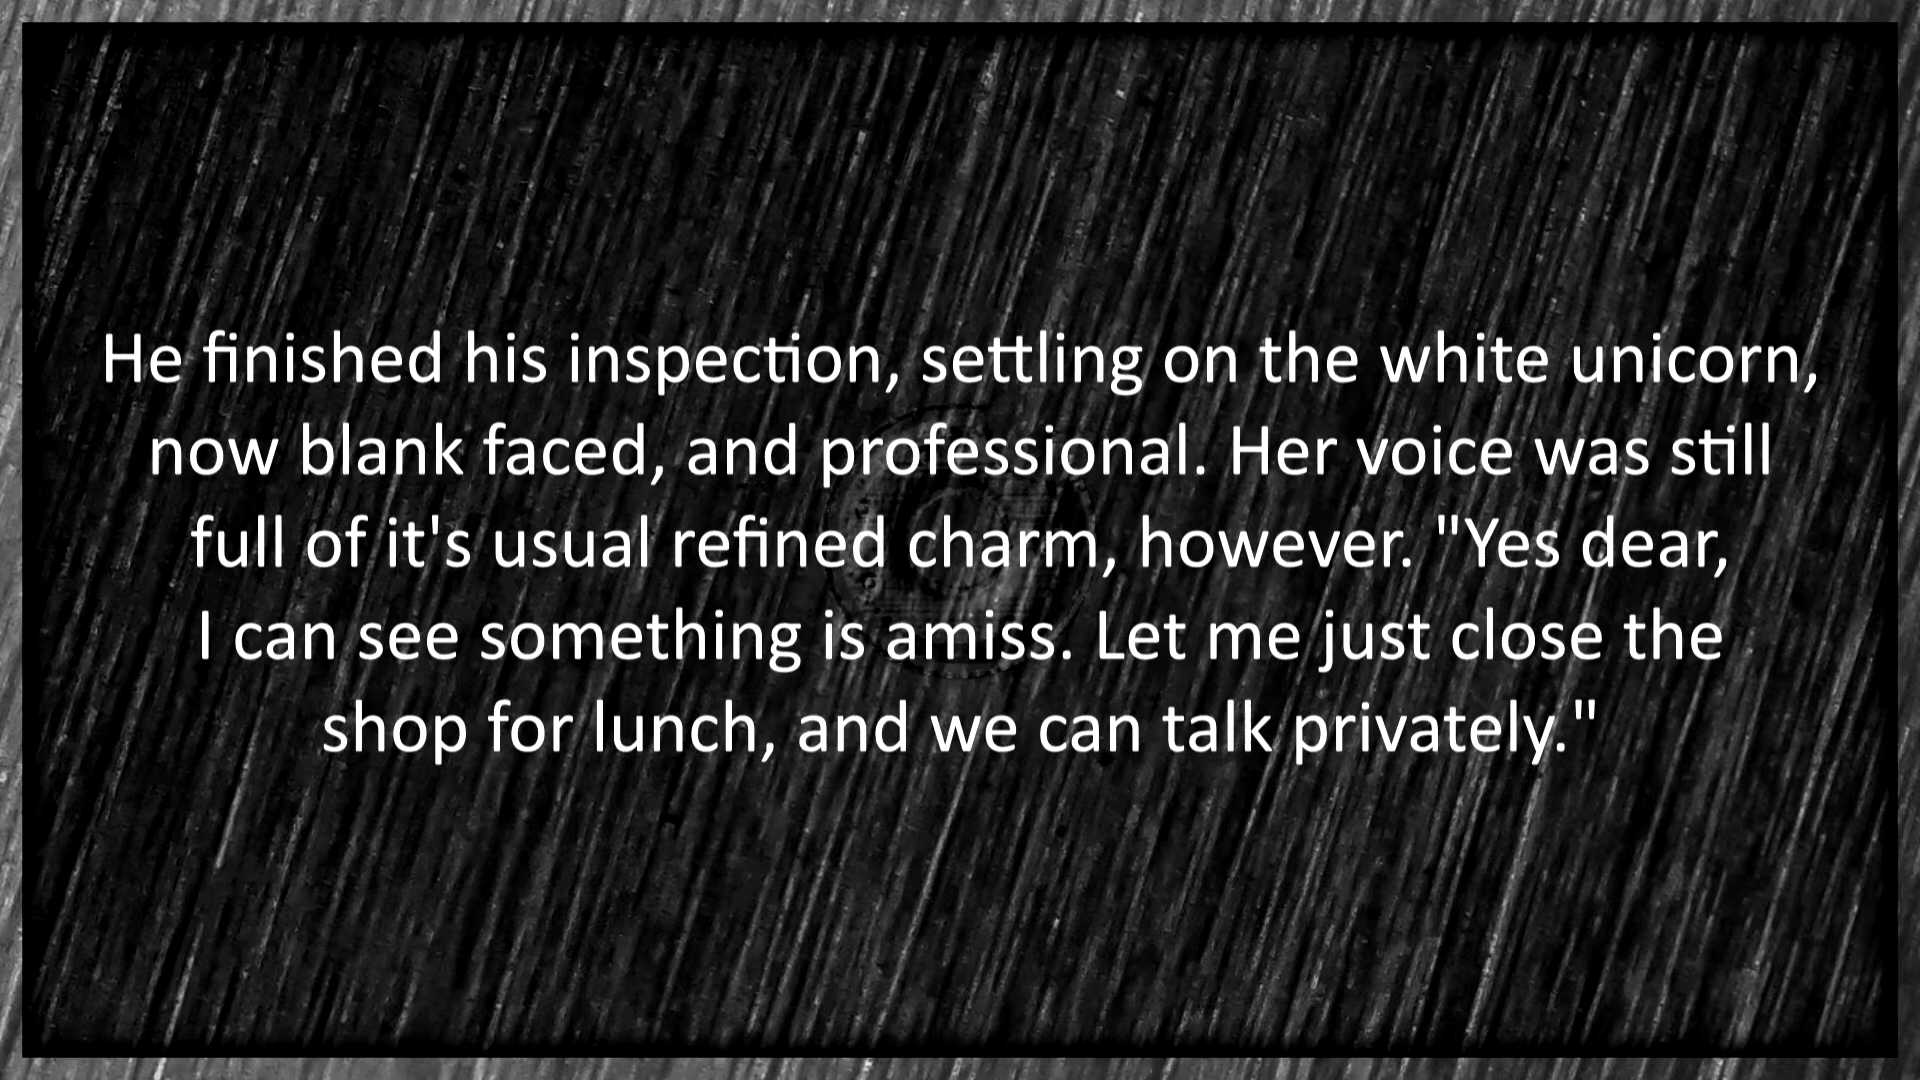 He finished his inspection, settling on the white unicorn,
now blank faced, and professional. Her voice was still
full of it's usual refined charm, however. "Yes dear,
I can see something is amiss. Let me just close the
shop for lunch, and we can talk privately."